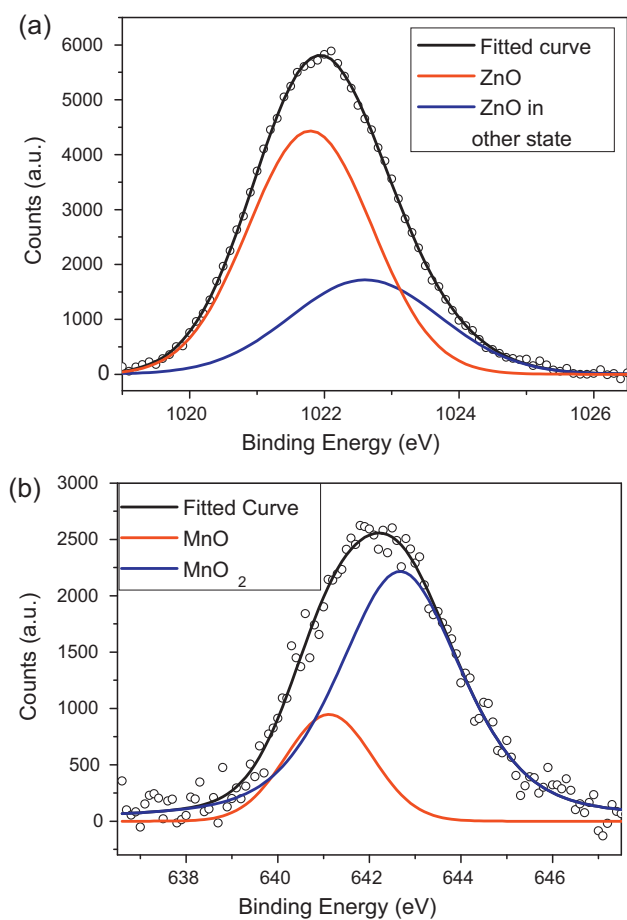 (a)
6000
5000
4000
3000
2000
1000
0
Counts (a.u.)
Fitted curve
ZnO
ZnO in
other state
1020 1022 1024 1026
Binding Energy (eV)
(b)
3000
2500
2000
1500
1000
500
0
Counts (a.u.)
Fitted Curve
MnO
MnO 2
638 640 642 644 646
Binding Energy (eV)